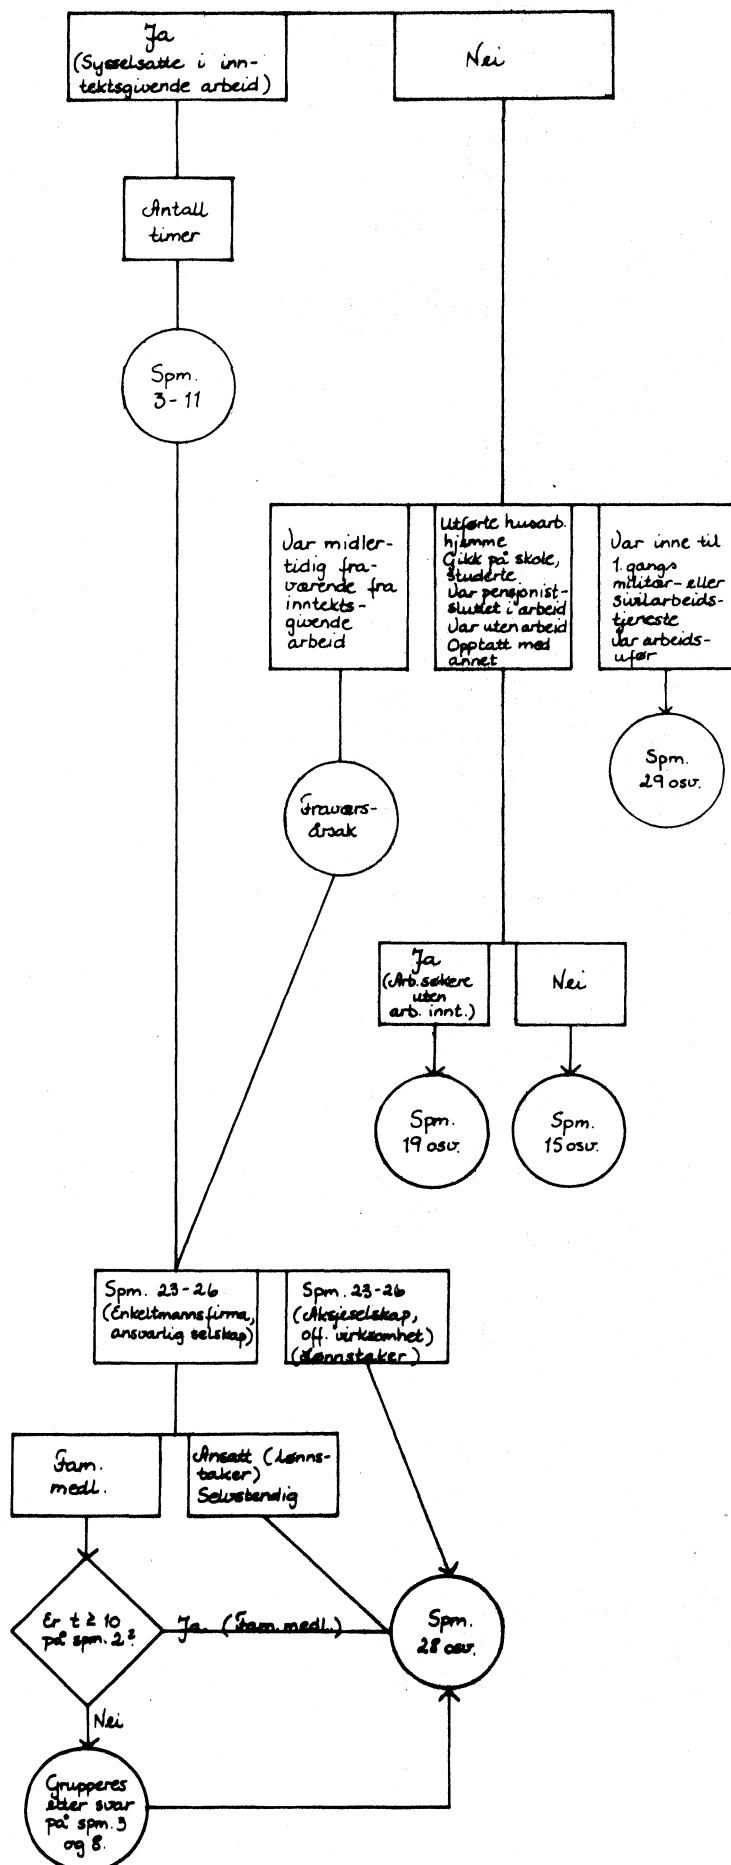 Ja
(Sysselsatte i inn-
tektsgivende arbeid)
Nei
Antall
timer
Spm.
3-11
Var midler-
tidig fra-
værende fra
inntekts-
givende
arbeid
Utførte husarb.
hjemme
Gikk på skole,
studerte
Var pensjonist-
sluttet i arbeid
Var uten arbeid
Opptatt med
annet
Var inne til
1. gangs
militær- eller
sivilarbeids-
tjeneste
Var arbeids-
ufør
Spm.
29 osv.
Fraværs-
årsak
Ja
(Arb.søkere
uten
arb. innt.)
Nei
Spm.
19 osv.
Spm.
15 osv.
Spm. 23-26
(Enkeltmannsfirma,
ansvarlig selskap)
Spm. 23-26
(Aksjeselskap,
off. virksomhet)
(Lønnstaker)
Fam.
medl.
Ansatt (Lønns-
taker)
Selvstendig
Er t ≥ 10
på spm. 2?
Ja. (Fam. medl.)
Spm.
28 osv.
Nei
Grupperes
etter svar
på spm. 3
og 8.